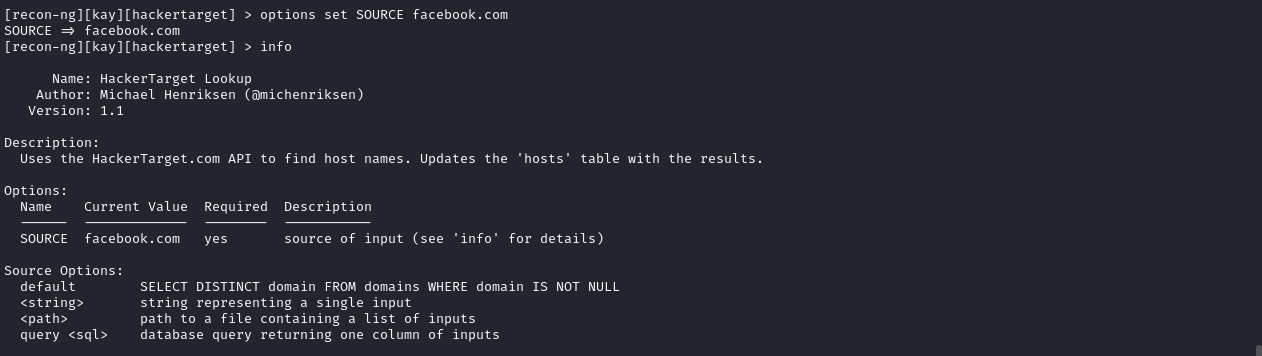 [recon-ng][kay][hackertarget] > options set SOURCE facebook.com
SOURCE ⇒ facebook.com
[recon-ng][kay][hackertarget] > info
Name: HackerTarget Lookup
Author: Michael Henriksen (@michenriksen)
Version: 1.1
Description:
Uses the HackerTarget.com API to find host names. Updates the 'hosts' table with the results.
Options:
Name Current Value Required Description
------ ------------- -------- -----------
SOURCE facebook.com yes source of input (see 'info' for details)
Source Options:
default SELECT DISTINCT domain FROM domains WHERE domain IS NOT NULL
<string> string representing a single input
<path> path to a file containing a list of inputs
query <sql> database query returning one column of inputs